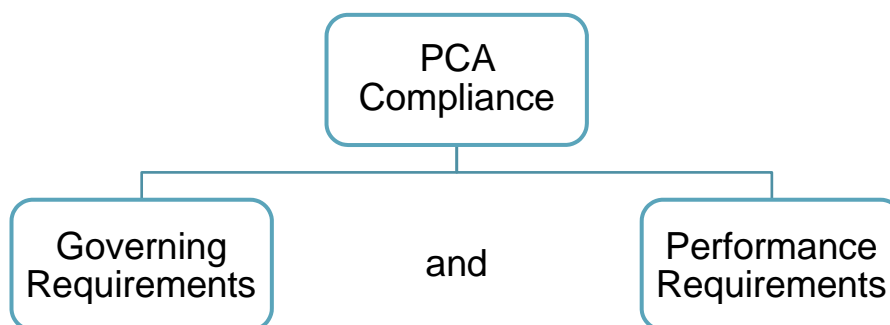 PCA
Compliance
Governing
Requirements
and
Performance
Requirements